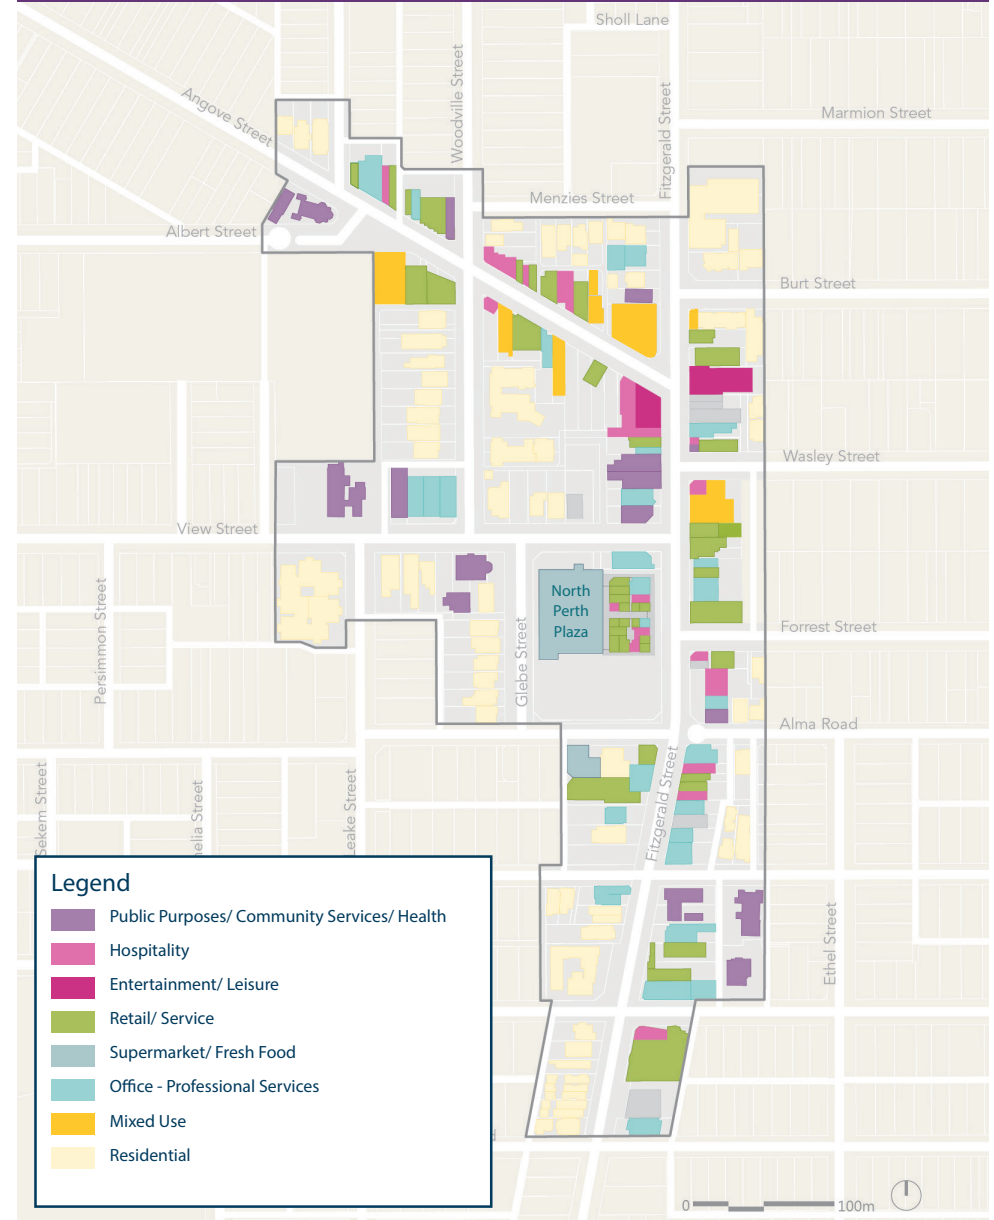 Sholl Lane
Angove Street
Woodville Street
Fitzgerald Street
Marmion Street
Menzies Street
Albert Street
Burt Street
Wasley Street
View Street
North
Perth
Plaza
Persimmon Street
Glebe Street
Forrest Street
Alma Road
Sekem Street
Leake Street
Fitzgerald Street
Ethel Street
Legend
Public Purposes/ Community Services/ Health
Hospitality
Entertainment/ Leisure
Retail/ Service
Supermarket/ Fresh Food
Office - Professional Services
Mixed Use
Residential
0
100m